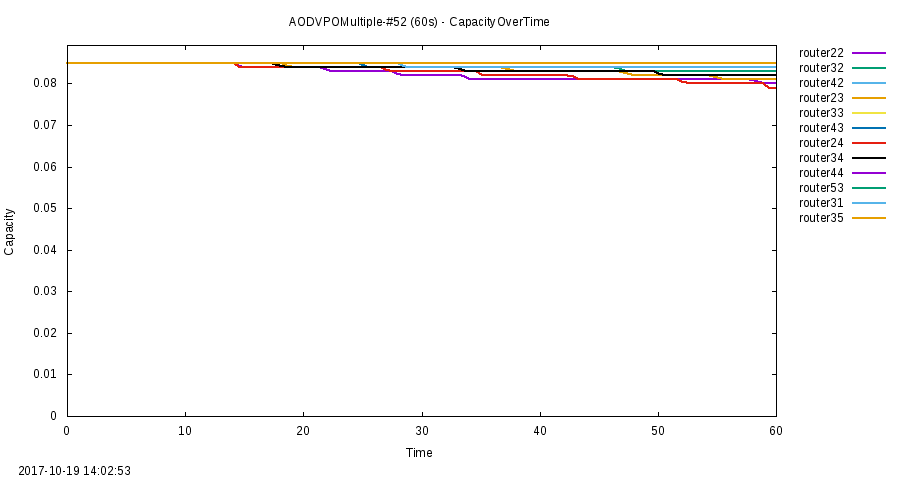 AODVPOMultiple-#52 (60s) - CapacityOverTime
router22
router32
router42
router23
router33
router43
router24
router34
router44
router53
router31
router35
0.08
0.07
0.06
0.05
0.04
0.03
0.02
0.01
0
Capacity
0 10 20 30 40 50 60
Time
2017-10-19 14:02:53